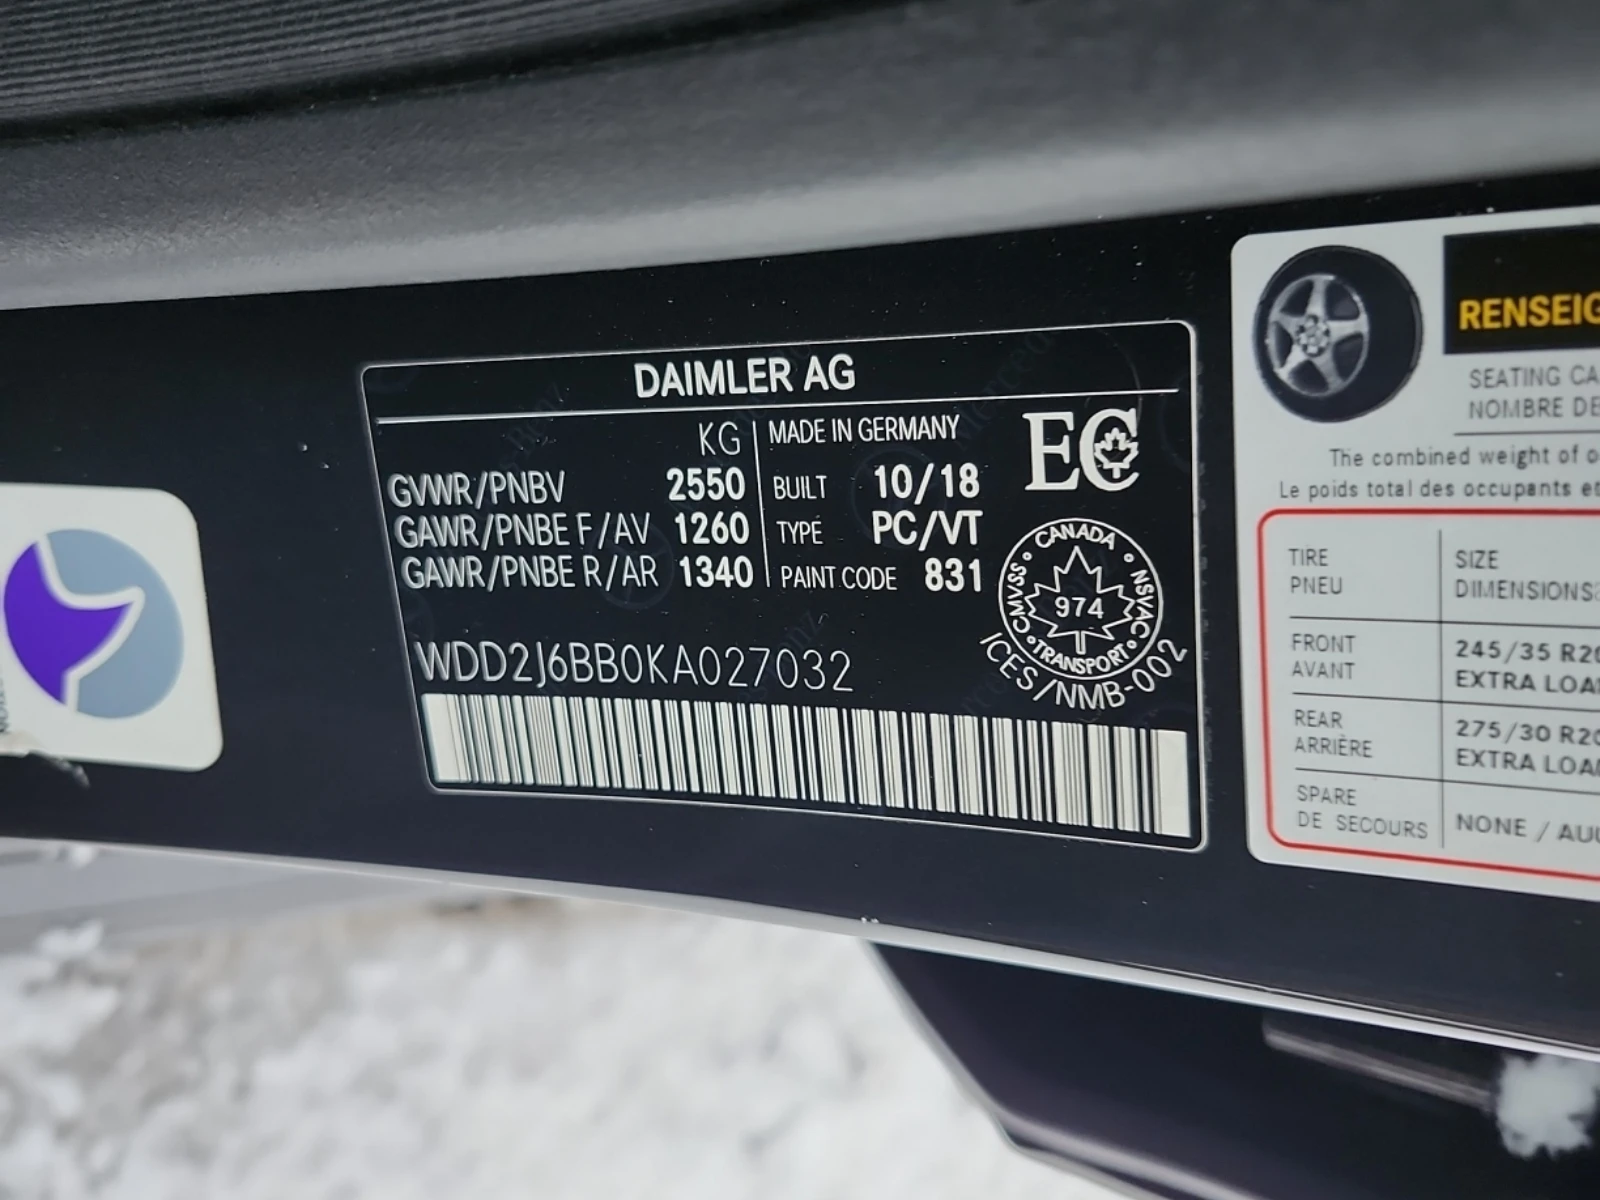 DAIMLER AG
KG
GVWR/PNBV 2550
GAWR/PNBE F/AV 1260
GAWR/PNBE R/AR 1340
MADE IN GERMANY
BUILT 10/18
TYPE PC/VT
PAINT CODE 831
EC
CANADA
CMVSS NSVAC
974
TRANSPORT
ICES/NMB-002
WDD2J6BB0KA027032
RENSEIG
SEATING CA
NOMBRE DE
The combined weight of o
Le poids total des occupants et
TIRE
PNEU
SIZE
DIMENSIONS
FRONT
AVANT
245/35 R20
EXTRA LOA
REAR
ARRIÈRE
275/30 R20
EXTRA LOA
SPARE
DE SECOURS
NONE / AUC